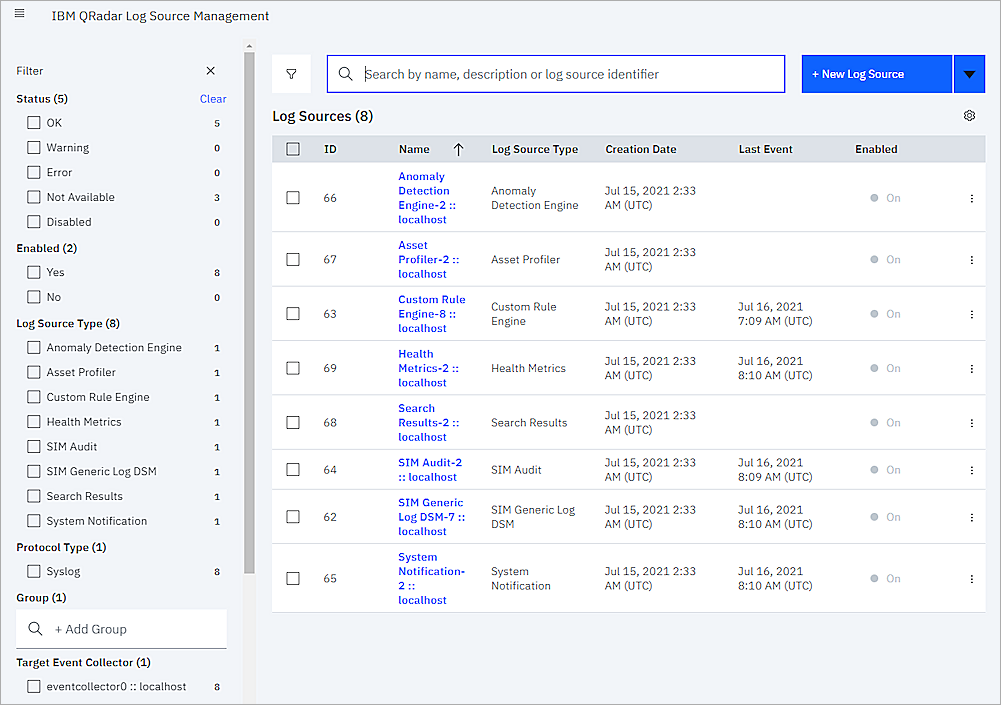 IBM QRadar Log Source Management
Filter
Status (5)
Clear
OK 5
Warning 0
Error 0
Not Available 3
Disabled 0
Enabled (2)
Yes 8
No 0
Log Source Type (8)
Anomaly Detection Engine 1
Asset Profiler 1
Custom Rule Engine 1
Health Metrics 1
SIM Audit 1
SIM Generic Log DSM 1
Search Results 1
System Notification 1
Protocol Type (1)
Syslog 8
Group (1)
+ Add Group
Target Event Collector (1)
eventcollector0 :: localhost 8
Search by name, description or log source identifier
+ New Log Source
Log Sources (8)
ID Name Log Source Type Creation Date Last Event Enabled
66
Anomaly
Detection
Engine-2 ::
localhost
Anomaly
Detection Engine
Jul 15, 2021 2:33
AM (UTC)
On
67
Asset
Profiler-2 ::
localhost
Asset Profiler
Jul 15, 2021 2:33
AM (UTC)
On
63
Custom Rule
Engine-8 ::
localhost
Custom Rule
Engine
Jul 15, 2021 2:33
AM (UTC)
Jul 16, 2021
7:09 AM (UTC)
On
69
Health
Metrics-2 ::
localhost
Health Metrics
Jul 15, 2021 2:33
AM (UTC)
Jul 16, 2021
8:10 AM (UTC)
On
68
Search
Results-2 ::
localhost
Search Results
Jul 15, 2021 2:33
AM (UTC)
On
64
SIM Audit-2
:: localhost
SIM Audit
Jul 15, 2021 2:33
AM (UTC)
Jul 16, 2021
8:09 AM (UTC)
On
62
SIM Generic
Log DSM-7 ::
localhost
SIM Generic Log
DSM
Jul 15, 2021 2:33
AM (UTC)
Jul 16, 2021
8:10 AM (UTC)
On
65
System
Notification-
2 ::
localhost
System
Notification
Jul 15, 2021 2:33
AM (UTC)
Jul 16, 2021
8:10 AM (UTC)
On